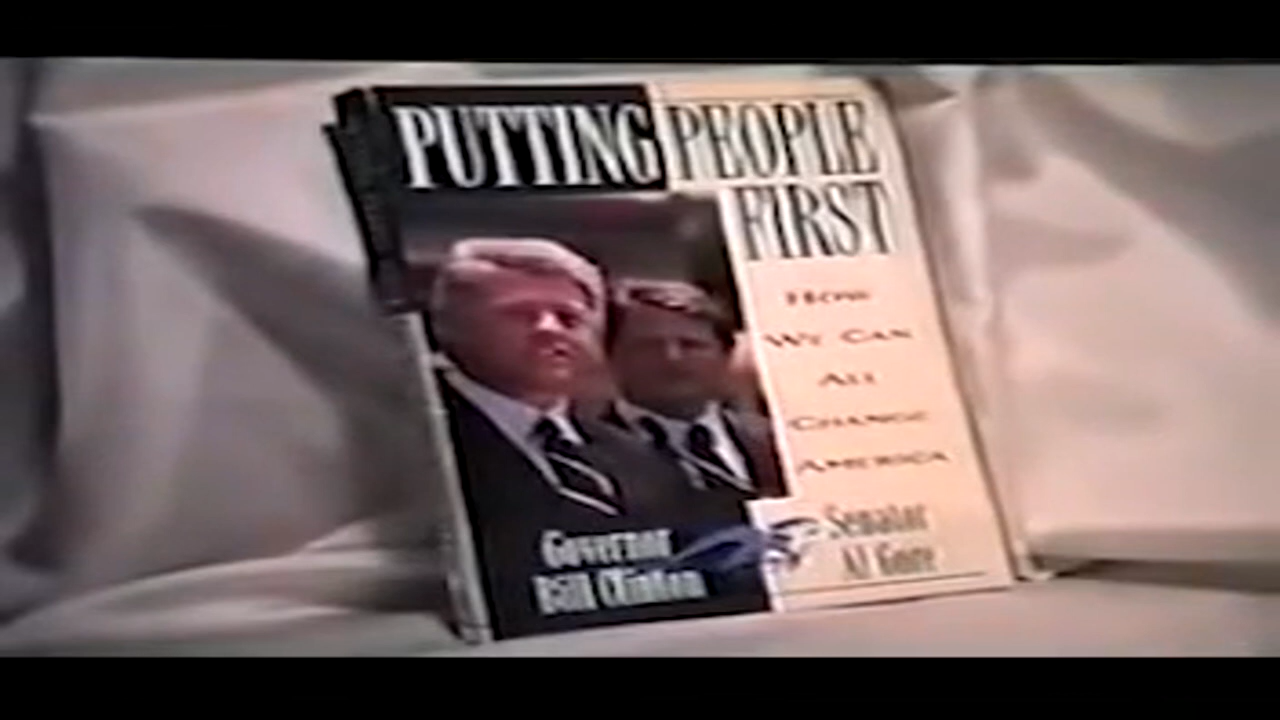 PUTTING PEOPLE
FIRST
HOW
WE CAN
ALL
CHANGE
AMERICA
Governor
Bill Clinton
Senator
Al Gore